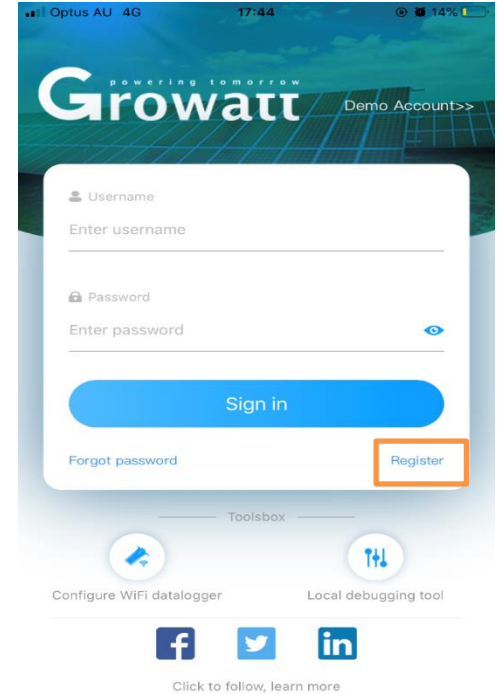 Optus AU 4G 17:44 14%
powering tomorrow
Growatt
Demo Account>>
Username
Enter username
Password
Enter password
Sign in
Forgot password Register
Toolsbox
Configure WiFi datalogger Local debugging tool
f in
Click to follow, learn more